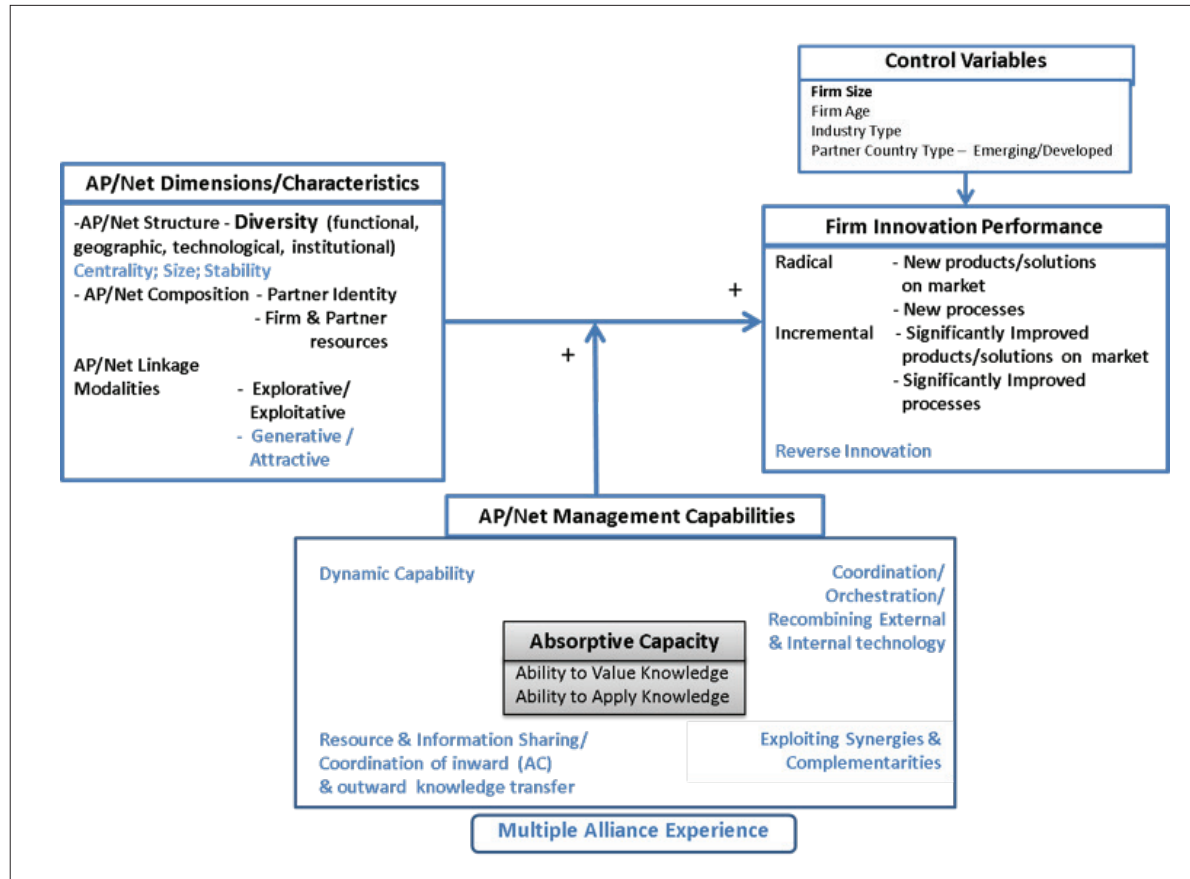 Control Variables
Firm Size
Firm Age
Industry Type
Partner Country Type – Emerging/Developed
AP/Net Dimensions/Characteristics
-AP/Net Structure - Diversity (functional,
geographic, technological, institutional)
Centrality; Size; Stability
- AP/Net Composition - Partner Identity
- Firm & Partner
resources
AP/Net Linkage
Modalities - Explorative/
Exploitative
- Generative /
Attractive
+
+
Firm Innovation Performance
Radical - New products/solutions
on market
- New processes
Incremental - Significantly Improved
products/solutions on market
- Significantly Improved
processes
Reverse Innovation
AP/Net Management Capabilities
Dynamic Capability
Coordination/
Orchestration/
Recombining External
& Internal technology
Absorptive Capacity
Ability to Value Knowledge
Ability to Apply Knowledge
Resource & Information Sharing/
Coordination of inward (AC)
& outward knowledge transfer
Exploiting Synergies &
Complementarities
Multiple Alliance Experience